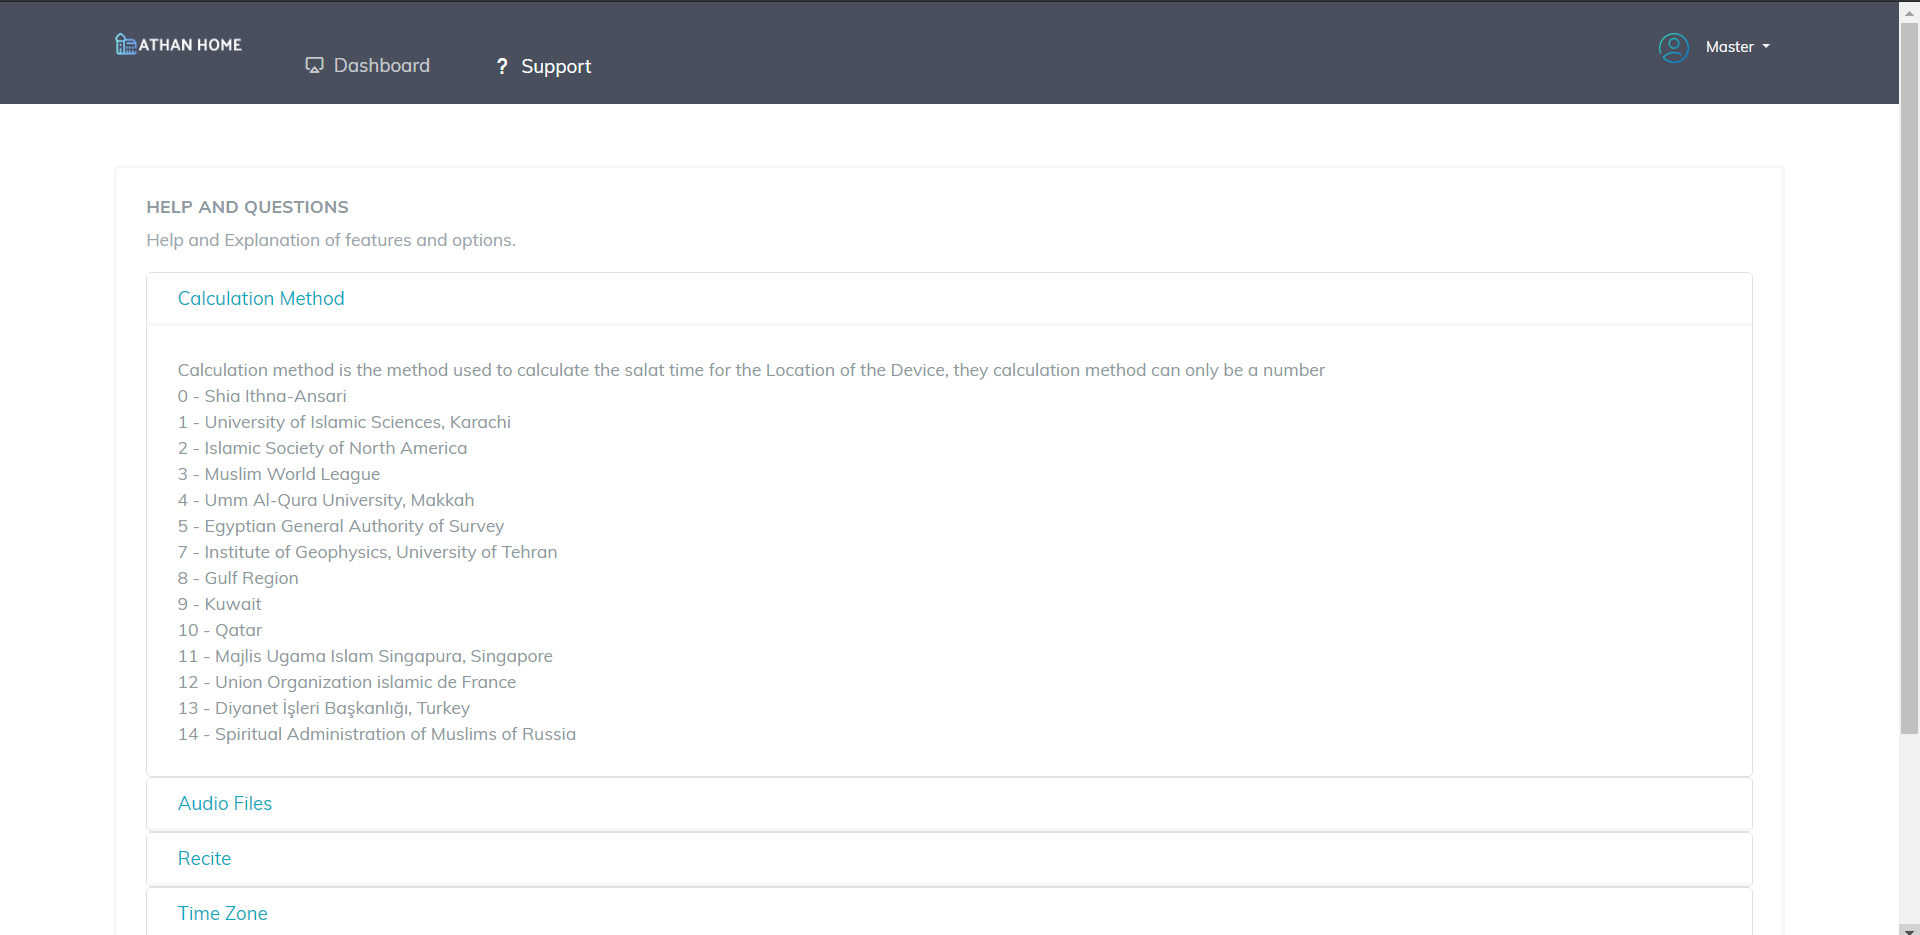 ATHAN HOME
Dashboard
? Support
Master
HELP AND QUESTIONS
Help and Explanation of features and options.
Calculation Method
Calculation method is the method used to calculate the salat time for the Location of the Device, they calculation method can only be a number
0 - Shia Ithna-Ansari
1 - University of Islamic Sciences, Karachi
2 - Islamic Society of North America
3 - Muslim World League
4 - Umm Al-Qura University, Makkah
5 - Egyptian General Authority of Survey
7 - Institute of Geophysics, University of Tehran
8 - Gulf Region
9 - Kuwait
10 - Qatar
11 - Majlis Ugama Islam Singapura, Singapore
12 - Union Organization islamic de France
13 - Diyanet İşleri Başkanlığı, Turkey
14 - Spiritual Administration of Muslims of Russia
Audio Files
Recite
Time Zone